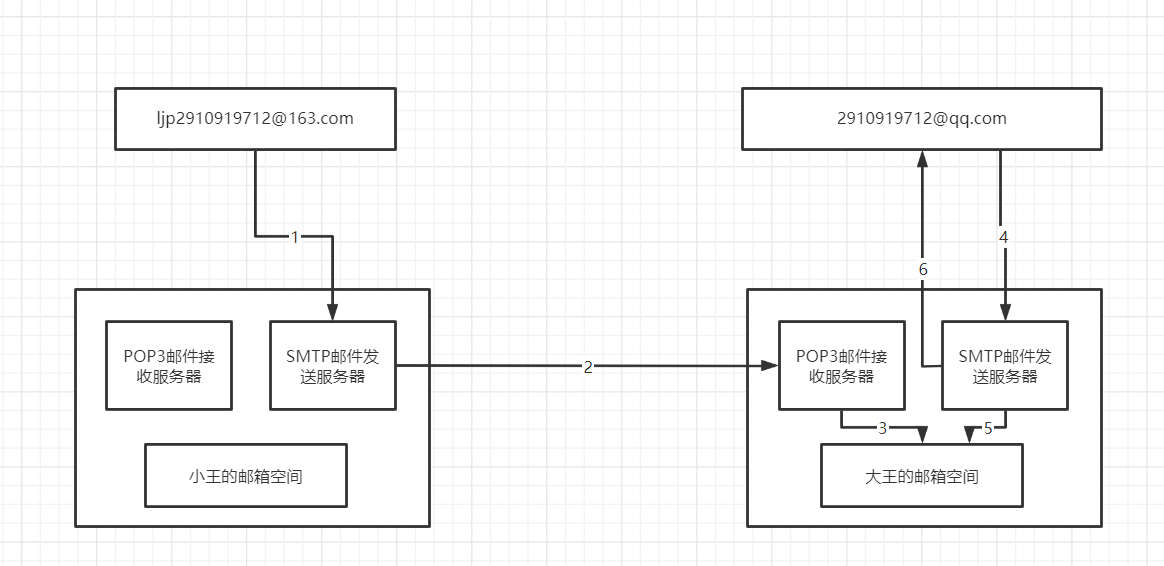 ljp2910919712@163.com
2910919712@qq.com
1
4
6
POP3邮件接
收服务器
SMTP邮件发
送服务器
2
POP3邮件接
收服务器
SMTP邮件发
送服务器
3
5
小王的邮箱空间
大王的邮箱空间